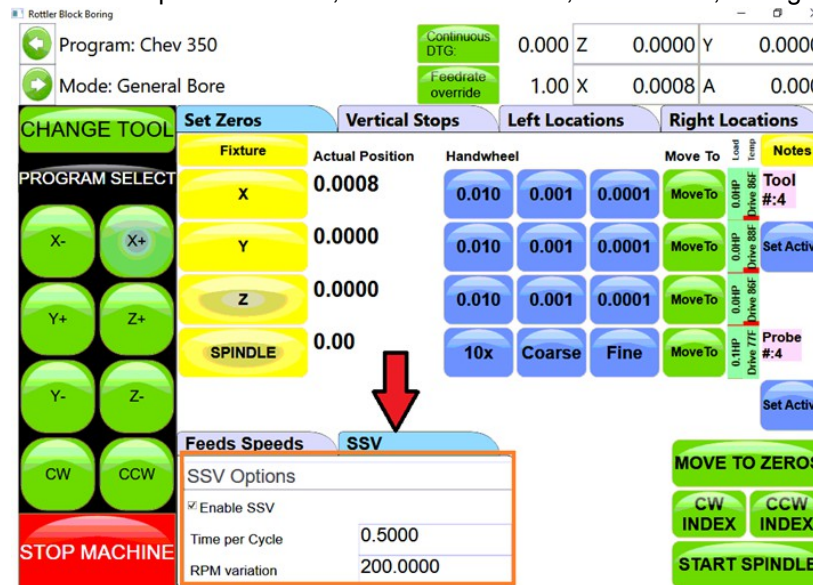 Rottler Block Boring
Program: Chev 350
Continuous DTG: 0.000 Z 0.0000 Y 0.0000
Mode: General Bore
Feedrate override 1.00 X 0.0008 A 0.000
CHANGE TOOL
PROGRAM SELECT
X- X+
Y+ Z+
Y- Z-
CW CCW
STOP MACHINE
Set Zeros Vertical Stops Left Locations Right Locations
Fixture Actual Position Handwheel Move To Load Temp Notes
X 0.0008 0.010 0.001 0.0001 MoveTo 0.0HP Drive 86F Tool #:4
Y 0.0000 0.010 0.001 0.0001 MoveTo 0.0HP Drive 88F Set Activ
Z 0.0000 0.010 0.001 0.0001 MoveTo 0.0HP Drive 86F
SPINDLE 0.00 10x Coarse Fine MoveTo 0.1HP Drive 77F Probe #:4
Set Activ
Feeds Speeds SSV
SSV Options
Enable SSV
Time per Cycle 0.5000
RPM variation 200.0000
MOVE TO ZEROS
CW INDEX CCW INDEX
START SPINDLE